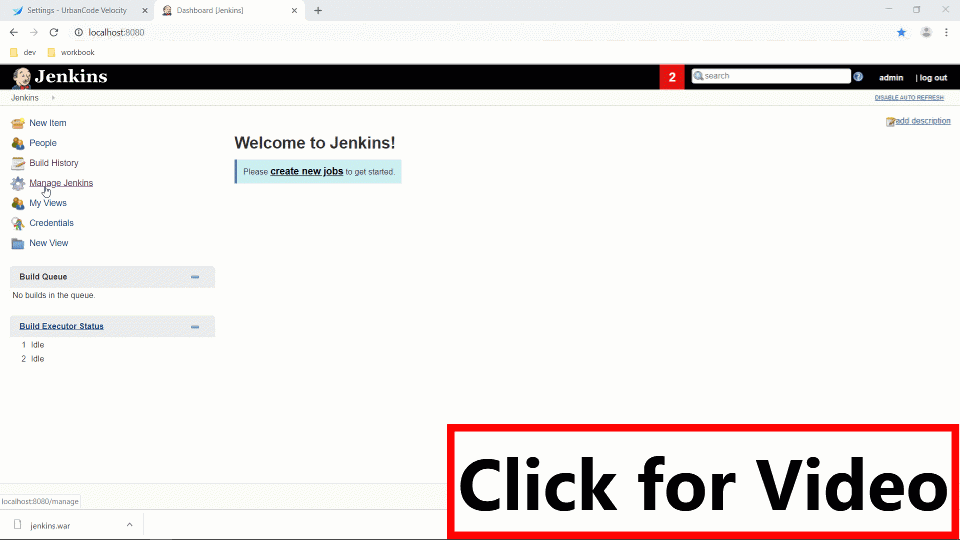 Settings - UrbanCode Velocity
Dashboard [Jenkins]
localhost:8080
dev
workbook
Jenkins
2
search
admin
| log out
Jenkins
DISABLE AUTO REFRESH
New Item
People
Build History
Manage Jenkins
My Views
Credentials
New View
add description
Welcome to Jenkins!
Please create new jobs to get started.
Build Queue
No builds in the queue.
Build Executor Status
1 Idle
2 Idle
localhost:8080/manage
jenkins.war
Click for Video